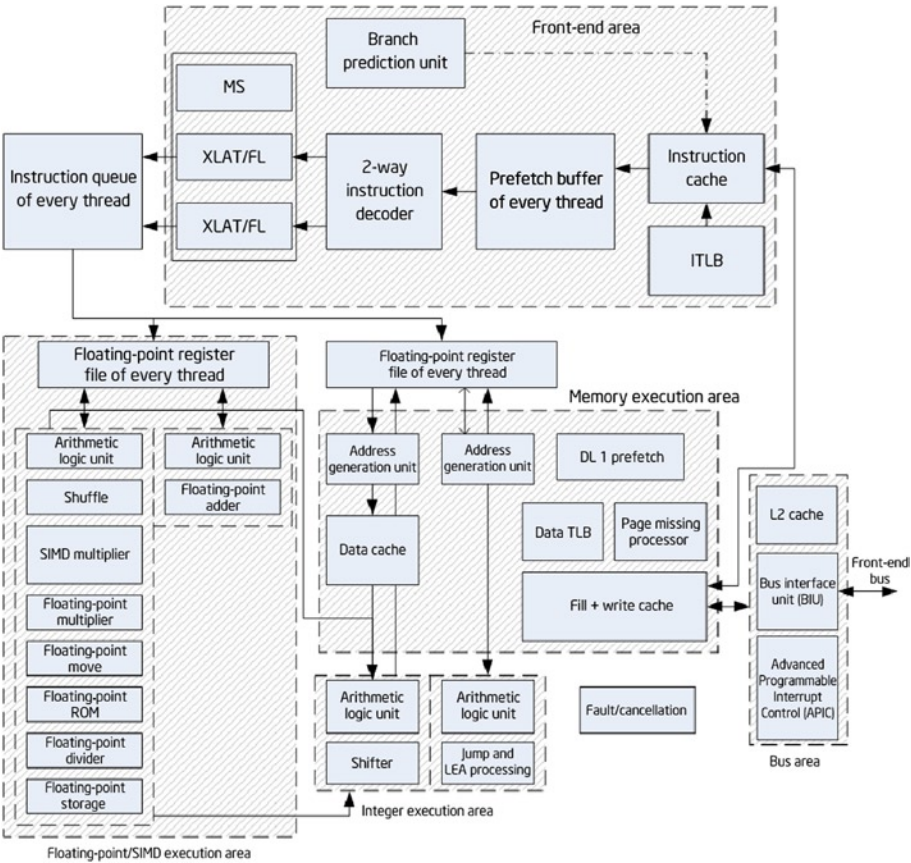 Front-end area
Branch
prediction unit
MS
XLAT/FL
XLAT/FL
2-way
instruction
decoder
Prefetch buffer
of every thread
Instruction
cache
ITLB
Instruction queue
of every thread
Floating-point register
file of every thread
Floating-point register
file of every thread
Memory execution area
Arithmetic
logic unit
Arithmetic
logic unit
Shuffle
Floating-point
adder
SIMD multiplier
Floating-point
multiplier
Floating-point
move
Floating-point
ROM
Floating-point
divider
Floating-point
storage
Floating-point/SIMD execution area
Address
generation unit
Address
generation unit
DL 1 prefetch
Data cache
Data TLB
Page missing
processor
Fill + write cache
Arithmetic
logic unit
Arithmetic
logic unit
Shifter
Jump and
LEA processing
Integer execution area
Fault/cancellation
L2 cache
Bus interface
unit (BIU)
Advanced
Programmable
Interrupt
Control (APIC)
Bus area
Front-endl
bus